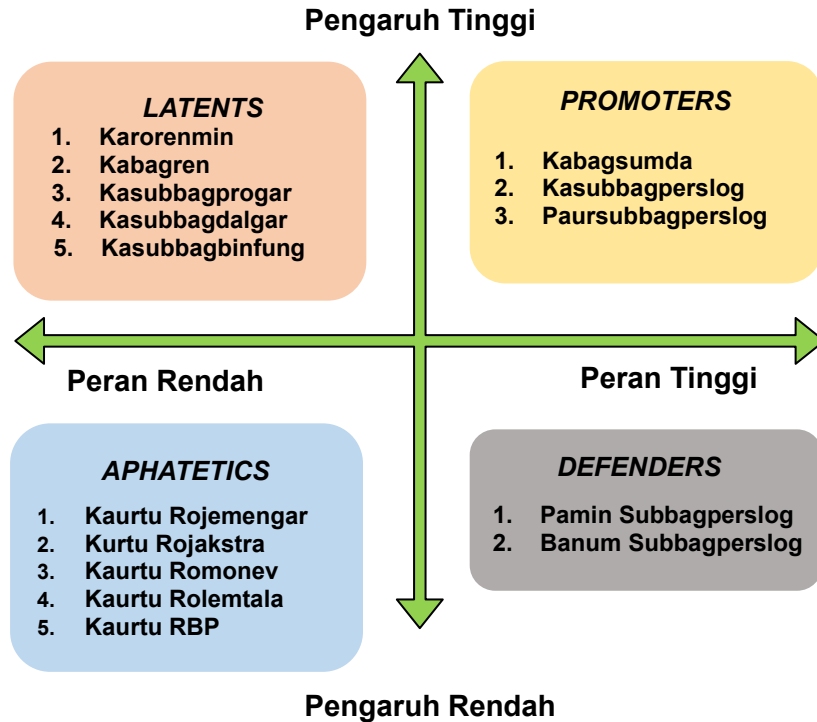 Pengaruh Tinggi
LATENTS
1. Karorenmin
2. Kabagren
3. Kasubbagprogar
4. Kasubbagdalgar
5. Kasubbagbinfung
PROMOTERS
1. Kabagsumda
2. Kasubbagperslog
3. Paursubbagperslog
Peran Rendah
Peran Tinggi
APHATETICS
1. Kaurtu Rojemengar
2. Kurtu Rojakstra
3. Kaurtu Romonev
4. Kaurtu Rolemtala
5. Kaurtu RBP
DEFENDERS
1. Pamin Subbagperslog
2. Banum Subbagperslog
Pengaruh Rendah